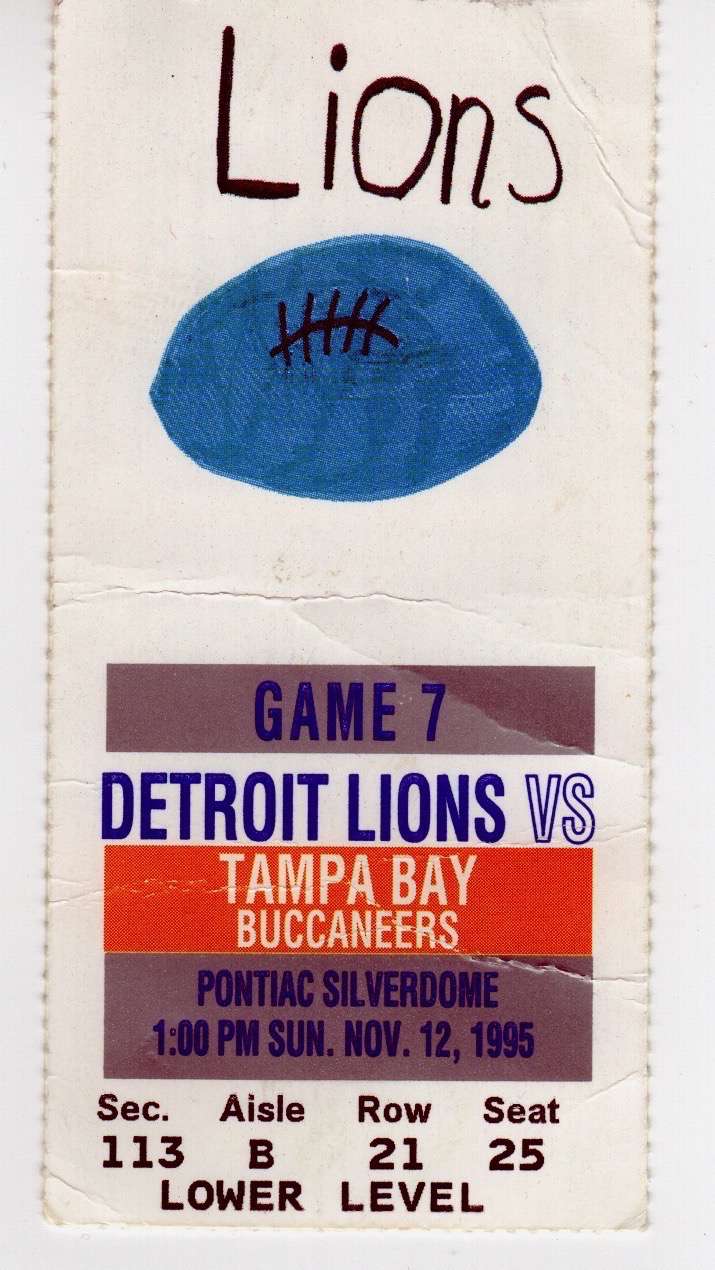 Lions
GAME 7
DETROIT LIONS VS
TAMPA BAY
BUCCANEERS
PONTIAC SILVERDOME
1:00 PM SUN. NOV. 12, 1995
Sec. Aisle Row Seat
113 B 21 25
LOWER LEVEL